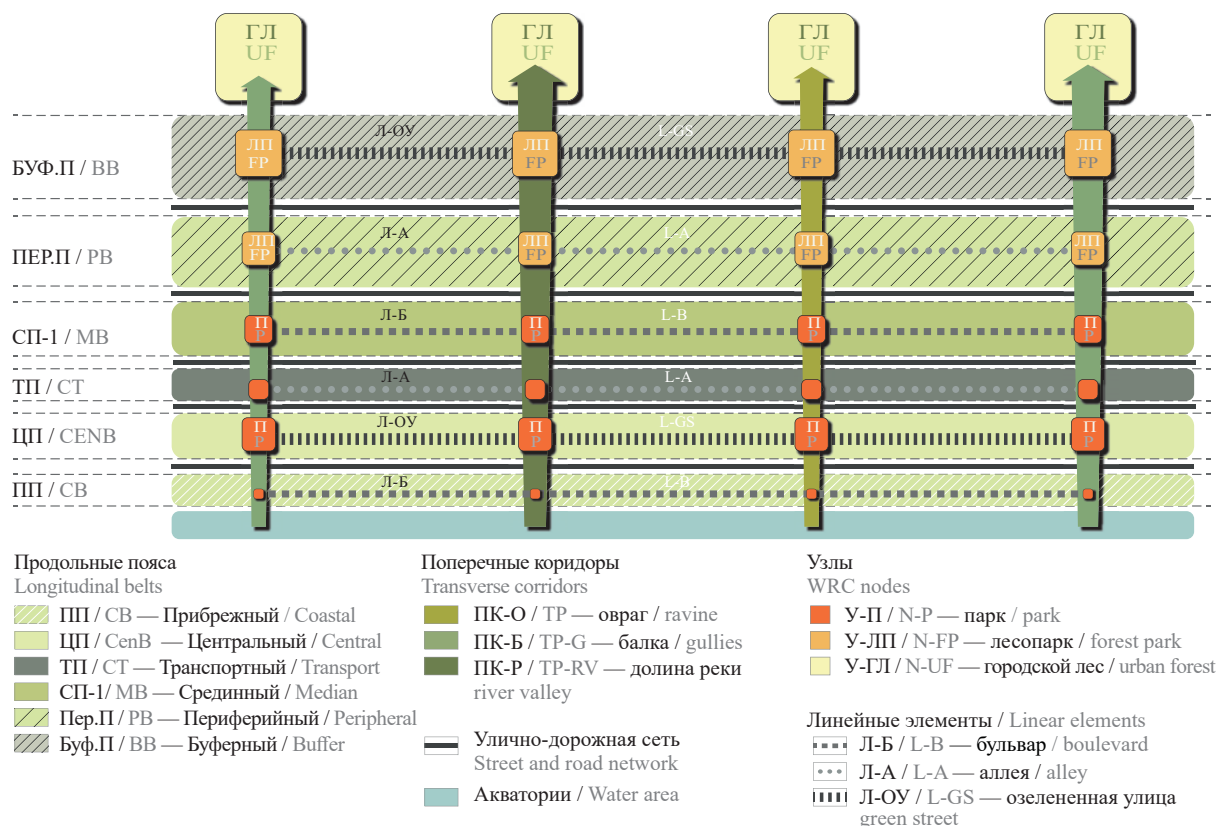 ГЛ ГЛ ГЛ ГЛ
UF UF UF UF
Л-ОУ L-GS
ЛП ЛП ЛП ЛП
FP FP FP FP
БУФ.П / BB
Л-А L-A
ЛП ЛП ЛП ЛП
FP FP FP FP
ПЕР.П / PB
Л-Б L-B
П П П П
P P P P
СП-1 / MB
Л-А L-A
ТП / CT
Л-ОУ L-GS
П П П П
P P P P
ЦП / CENB
Л-Б L-B
ПП / CB
Продольные пояса
Longitudinal belts
ПП / CB — Прибрежный / Coastal
ЦП / CenB — Центральный / Central
ТП / CT — Транспортный / Transport
СП-1/ MB — Срединный / Median
Пер.П / PB — Периферийный / Peripheral
Буф.П / BB — Буферный / Buffer
Поперечные коридоры
Transverse corridors
ПК-О / TP — овраг / ravine
ПК-Б / TP-G — балка / gullies
ПК-Р / TP-RV — долина реки
river valley
Улично-дорожная сеть
Street and road network
Акватории / Water area
Узлы
WRC nodes
У-П / N-P — парк / park
У-ЛП / N-FP — лесопарк / forest park
У-ГЛ / N-UF — городской лес / urban forest
Линейные элементы / Linear elements
Л-Б / L-B — бульвар / boulevard
Л-А / L-A — аллея / alley
Л-ОУ / L-GS — озелененная улица
green street